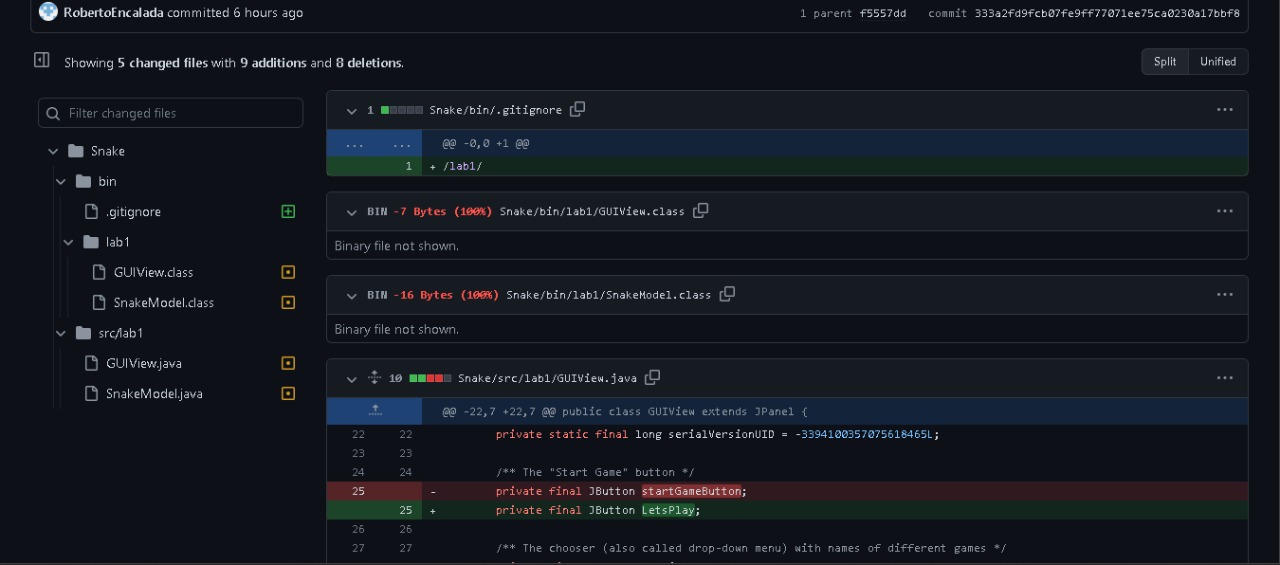 RobertoEncalada committed 6 hours ago
1 parent f5557dd commit 333a2fd9fcb07fe9ff77071ee75ca0230a17bbf8
Showing 5 changed files with 9 additions and 8 deletions.
Split Unified
Filter changed files
Snake
bin
.gitignore
lab1
GUIView.class
SnakeModel.class
src/lab1
GUIView.java
SnakeModel.java
1 Snake/bin/.gitignore
... ... @@ -0,0 +1 @@
1 + /lab1/
BIN -7 Bytes (100%) Snake/bin/lab1/GUIView.class
Binary file not shown.
BIN -16 Bytes (100%) Snake/bin/lab1/SnakeModel.class
Binary file not shown.
10 Snake/src/lab1/GUIView.java
@@ -22,7 +22,7 @@ public class GUIView extends JPanel {
22 22 private static final long serialVersionUID = -3394100357075618465L;
23 23
24 24 /** The "Start Game" button */
25 - private final JButton startGameButton;
25 + private final JButton LetsPlay;
26 26
27 27 /** The chooser (also called drop-down menu) with names of different games */